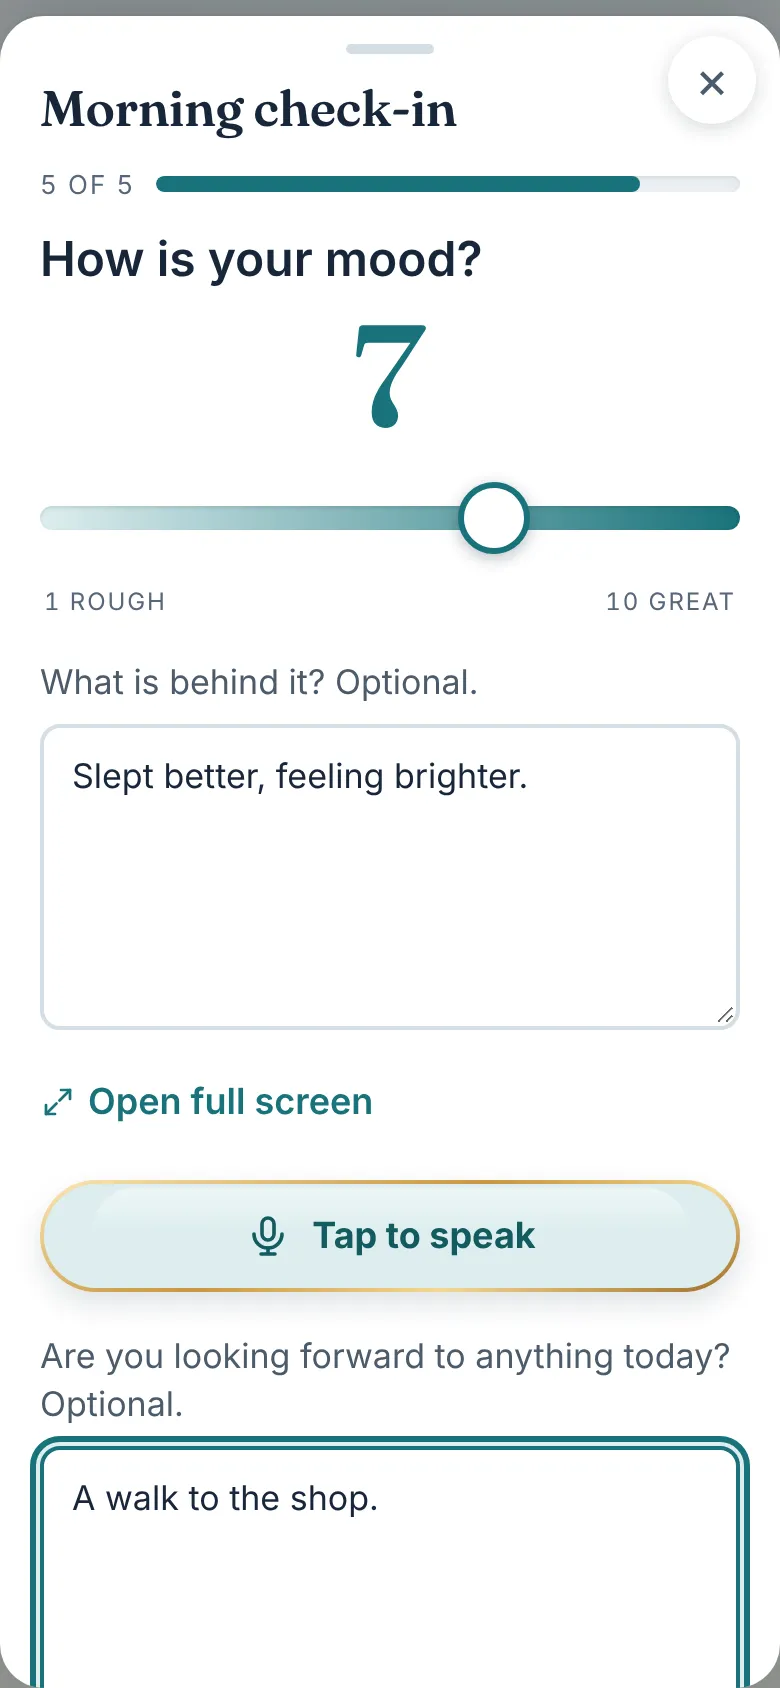 Morning check-in
5 OF 5
How is your mood?
7
1 ROUGH
10 GREAT
What is behind it? Optional.
Slept better, feeling brighter.
Open full screen
Tap to speak
Are you looking forward to anything today?
Optional.
A walk to the shop.